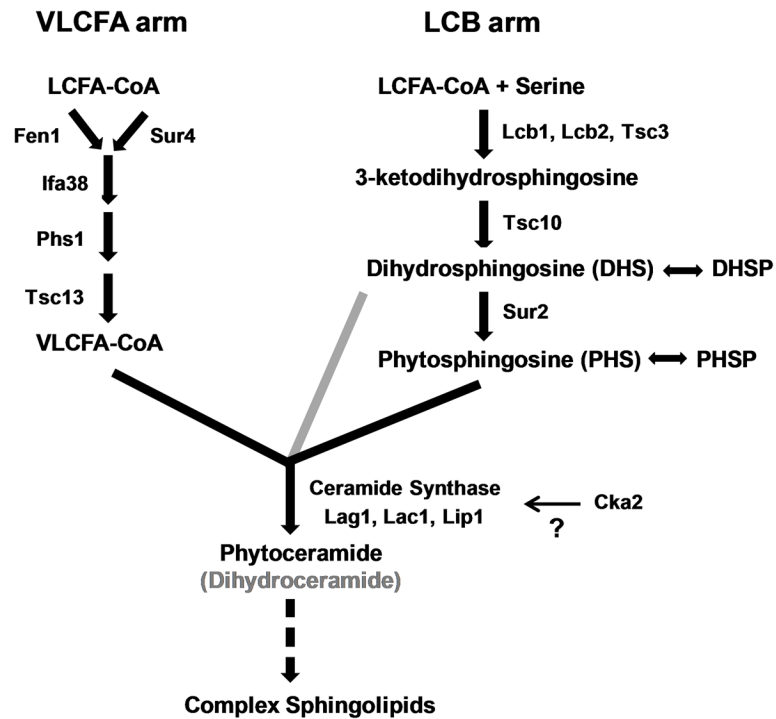 VLCFA arm
LCB arm
LCFA-CoA
LCFA-CoA + Serine
Fen1
Sur4
Lcb1, Lcb2, Tsc3
Ifa38
3-ketodihydrosphingosine
Phs1
Tsc10
Dihydrosphingosine (DHS)
DHSP
Tsc13
Sur2
VLCFA-CoA
Phytosphingosine (PHS)
PHSP
Ceramide Synthase
Lag1, Lac1, Lip1
Cka2
?
Phytoceramide
(Dihydroceramide)
Complex Sphingolipids